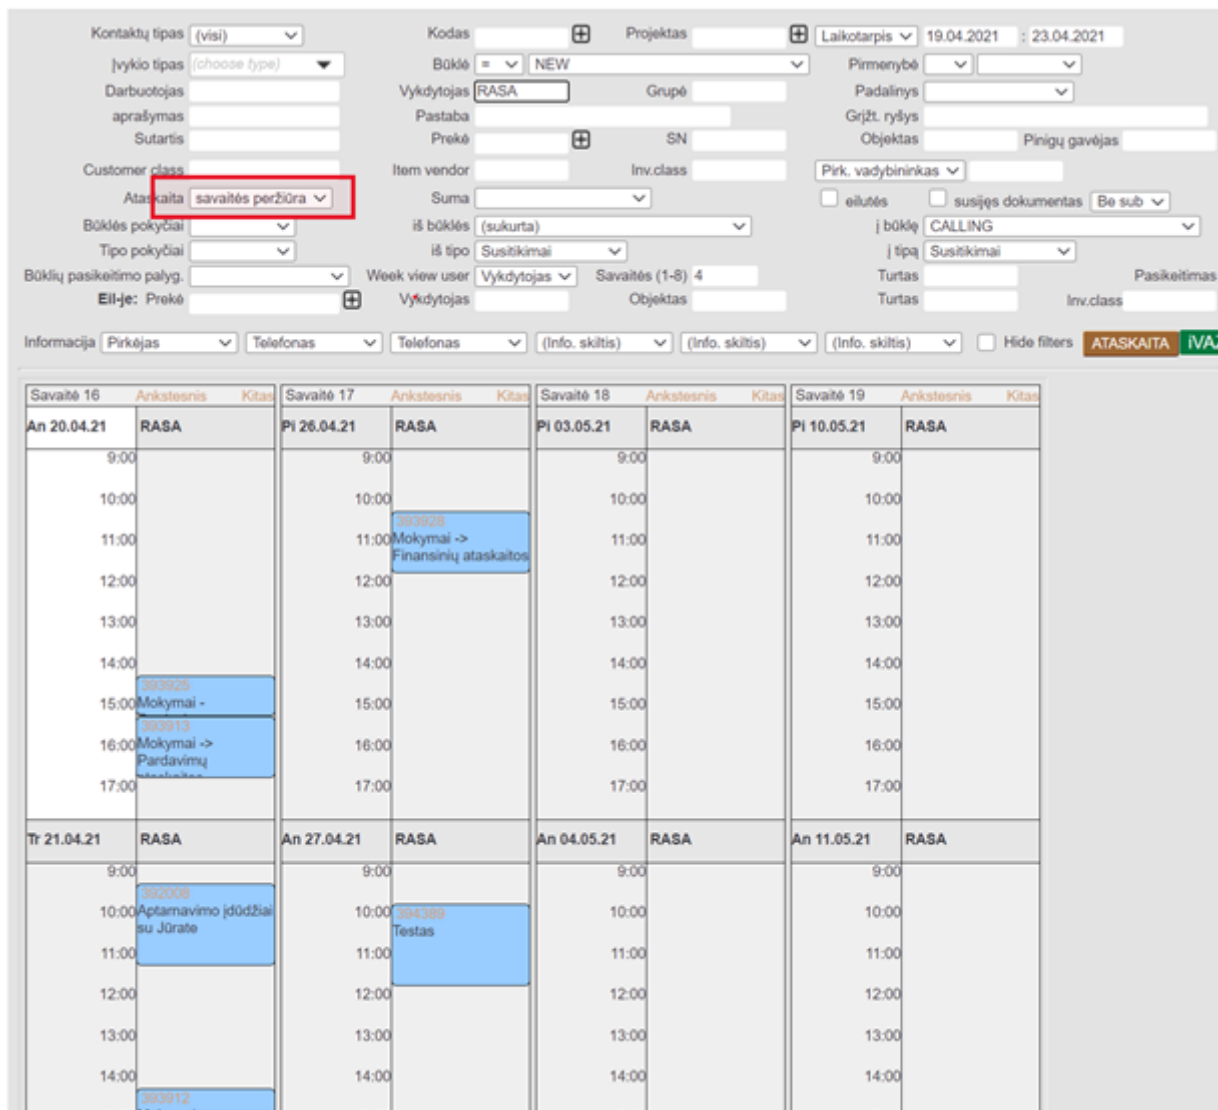 Kontaktų tipas (visi) Kodas Projektas Laikotarpis 19.04.2021 : 23.04.2021
Įvykio tipas (choose type) Būklė = NEW Pirmenybė
Darbuotojas Vykdytojas RASA Grupė Padalinys
aprašymas Pastaba Grįžt. ryšys
Sutartis Prekė SN Objektas Pinigų gavėjas
Customer class Item vendor Inv.class Pirk. vadybininkas
Ataskaita savaitės peržiūra Suma eilutės susijęs dokumentas Be sub
Būklės pokyčiai iš būklės (sukurta) į būklę CALLING
Tipo pokyčiai iš tipo Susitikimai į tipą Susitikimai
Būklių pasikeitimo palyg. Week view user Vykdytojas Savaitės (1-8) 4 Turtas Pasikeitimas
Eil-je: Prekė Vykdytojas Objektas Turtas Inv.class
Informacija Pirkėjas Telefonas Telefonas (Info. skiltis) (Info. skiltis) (Info. skiltis) Hide filters ATASKAITA
Savaitė 16 Ankstesnis Kitas Savaitė 17 Ankstesnis Kitas Savaitė 18 Ankstesnis Kitas Savaitė 19 Ankstesnis Kitas
An 20.04.21 RASA Pi 26.04.21 RASA Pi 03.05.21 RASA Pi 10.05.21 RASA
9:00 9:00 9:00 9:00
10:00 10:00 10:00 10:00
393928
11:00 11:00 Mokymai -> 11:00 11:00
Finansinių ataskaitos
12:00 12:00 12:00 12:00
13:00 13:00 13:00 13:00
14:00 14:00 14:00 14:00
393925
15:00 Mokymai - 15:00 15:00 15:00
393913
16:00 Mokymai -> 16:00 16:00 16:00
Pardavimų
17:00 17:00 17:00 17:00
Tr 21.04.21 RASA An 27.04.21 RASA An 04.05.21 RASA An 11.05.21 RASA
9:00 9:00 9:00 9:00
392008
10:00 Aptarnavimo įdūdžiai 10:00 394389 10:00 10:00
su Jūrate Testas
11:00 11:00 11:00 11:00
12:00 12:00 12:00 12:00
13:00 13:00 13:00 13:00
14:00 14:00 14:00 14:00
393912